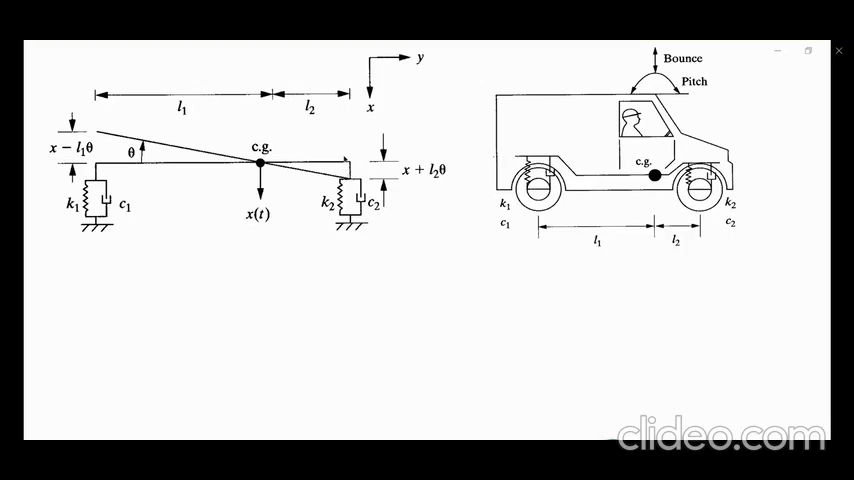 y
l₁
l₂
x
x − l₁θ
θ
c.g.
x + l₂θ
k₁
c₁
x(t)
k₂
c₂
Bounce
Pitch
c.g.
k₁
c₁
k₂
c₂
l₁
l₂
clideo.com